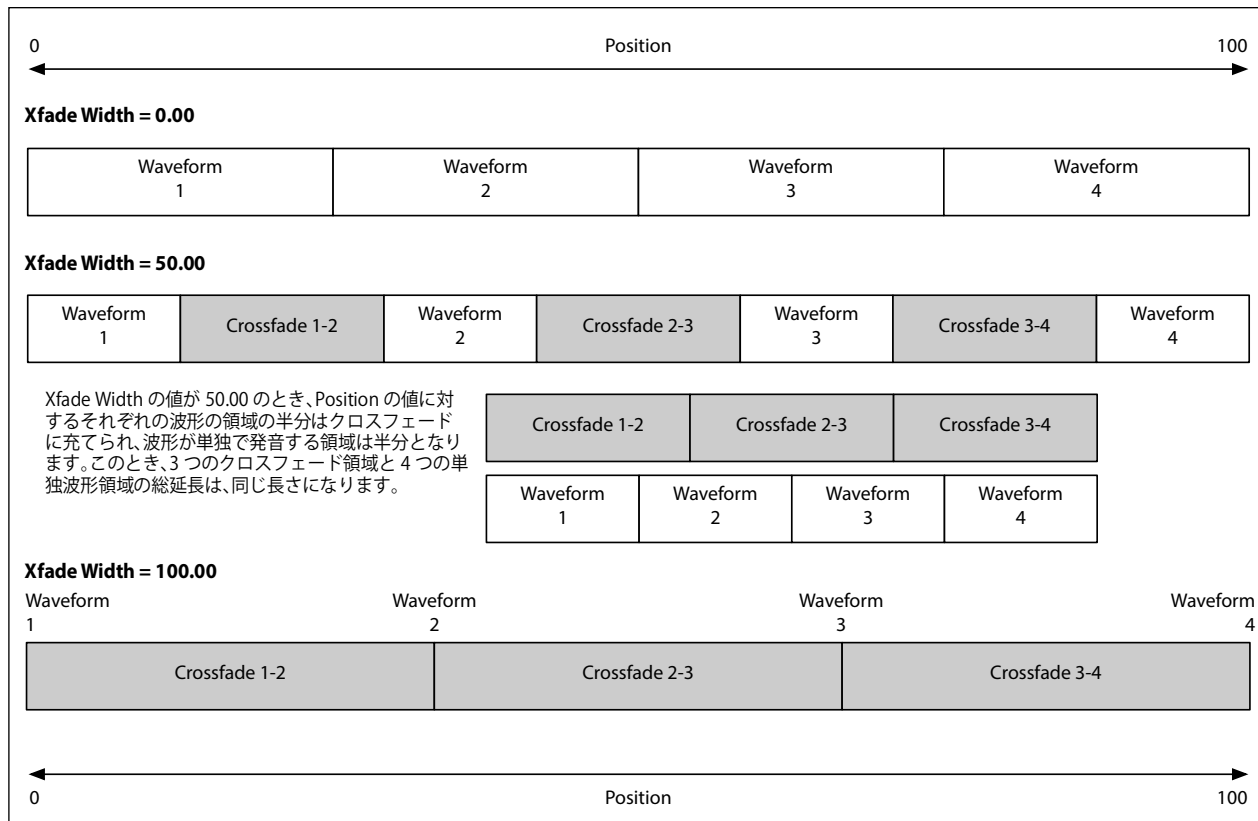 0 Position 100
Xfade Width = 0.00
Waveform 1 Waveform 2 Waveform 3 Waveform 4
Xfade Width = 50.00
Waveform 1 Crossfade 1-2 Waveform 2 Crossfade 2-3 Waveform 3 Crossfade 3-4 Waveform 4
Xfade Width の値が 50.00 のとき、Position の値に対
するそれぞれの波形の領域の半分はクロスフェード
に充てられ、波形が単独で発音する領域は半分となり
ます。このとき、3 つのクロスフェード領域と 4 つの単
独波形領域の総延長は、同じ長さになります。
Crossfade 1-2 Crossfade 2-3 Crossfade 3-4
Waveform 1 Waveform 2 Waveform 3 Waveform 4
Xfade Width = 100.00
Waveform 1 Waveform 2 Waveform 3 Waveform 4
Crossfade 1-2 Crossfade 2-3 Crossfade 3-4
0 Position 100